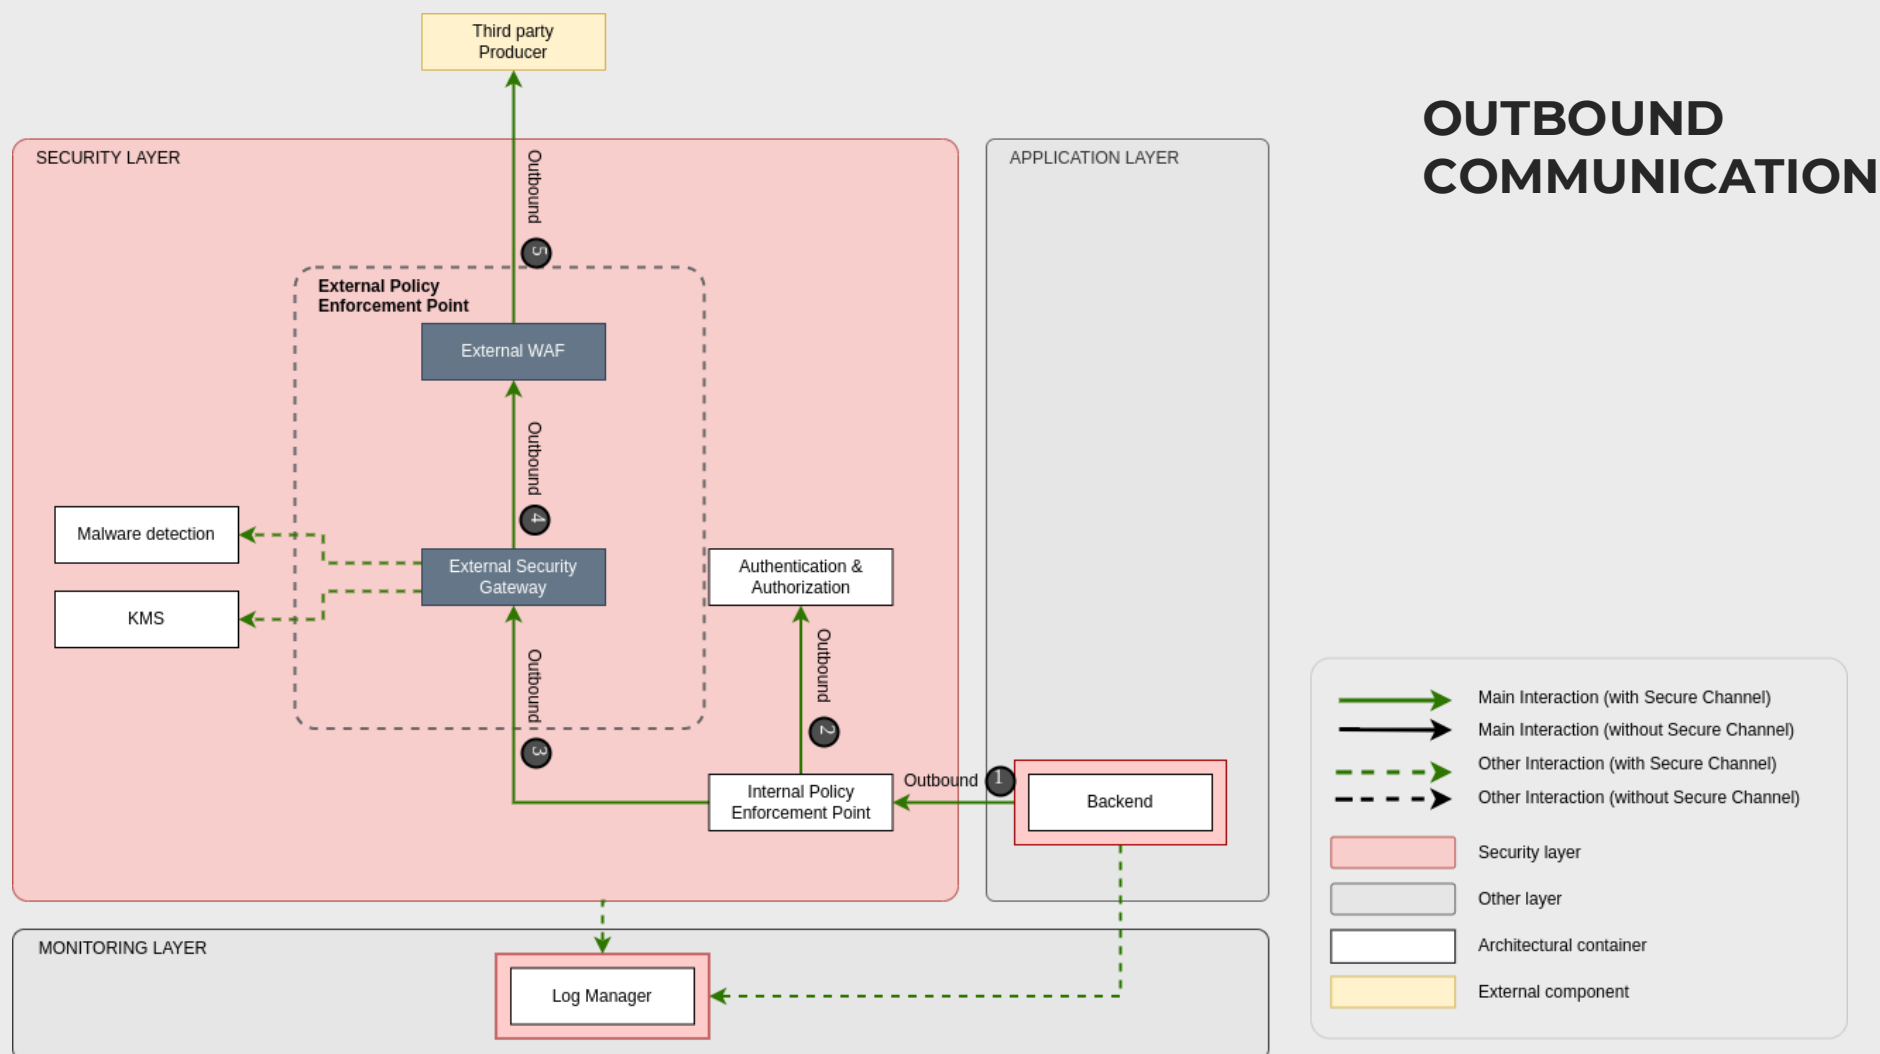 Third party
Producer
OUTBOUND
COMMUNICATION
SECURITY LAYER
APPLICATION LAYER
Outbound
5
External Policy
Enforcement Point
External WAF
Outbound
4
Malware detection
External Security
Gateway
Authentication &
Authorization
KMS
Outbound
3
Outbound
2
Outbound
1
Internal Policy
Enforcement Point
Backend
MONITORING LAYER
Log Manager
Main Interaction (with Secure Channel)
Main Interaction (without Secure Channel)
Other Interaction (with Secure Channel)
Other Interaction (without Secure Channel)
Security layer
Other layer
Architectural container
External component